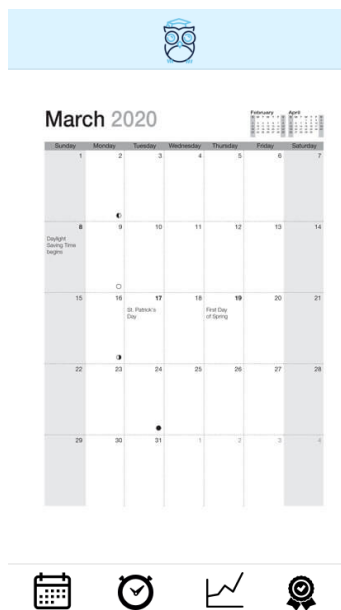 March 2020
February April
Sunday Monday Tuesday Wednesday Thursday Friday Saturday
1 2 3 4 5 6 7
8 9 10 11 12 13 14
Daylight
Saving Time
begins
15 16 17 18 19 20 21
St. Patrick's
Day
First Day
of Spring
22 23 24 25 26 27 28
29 30 31 1 2 3 4